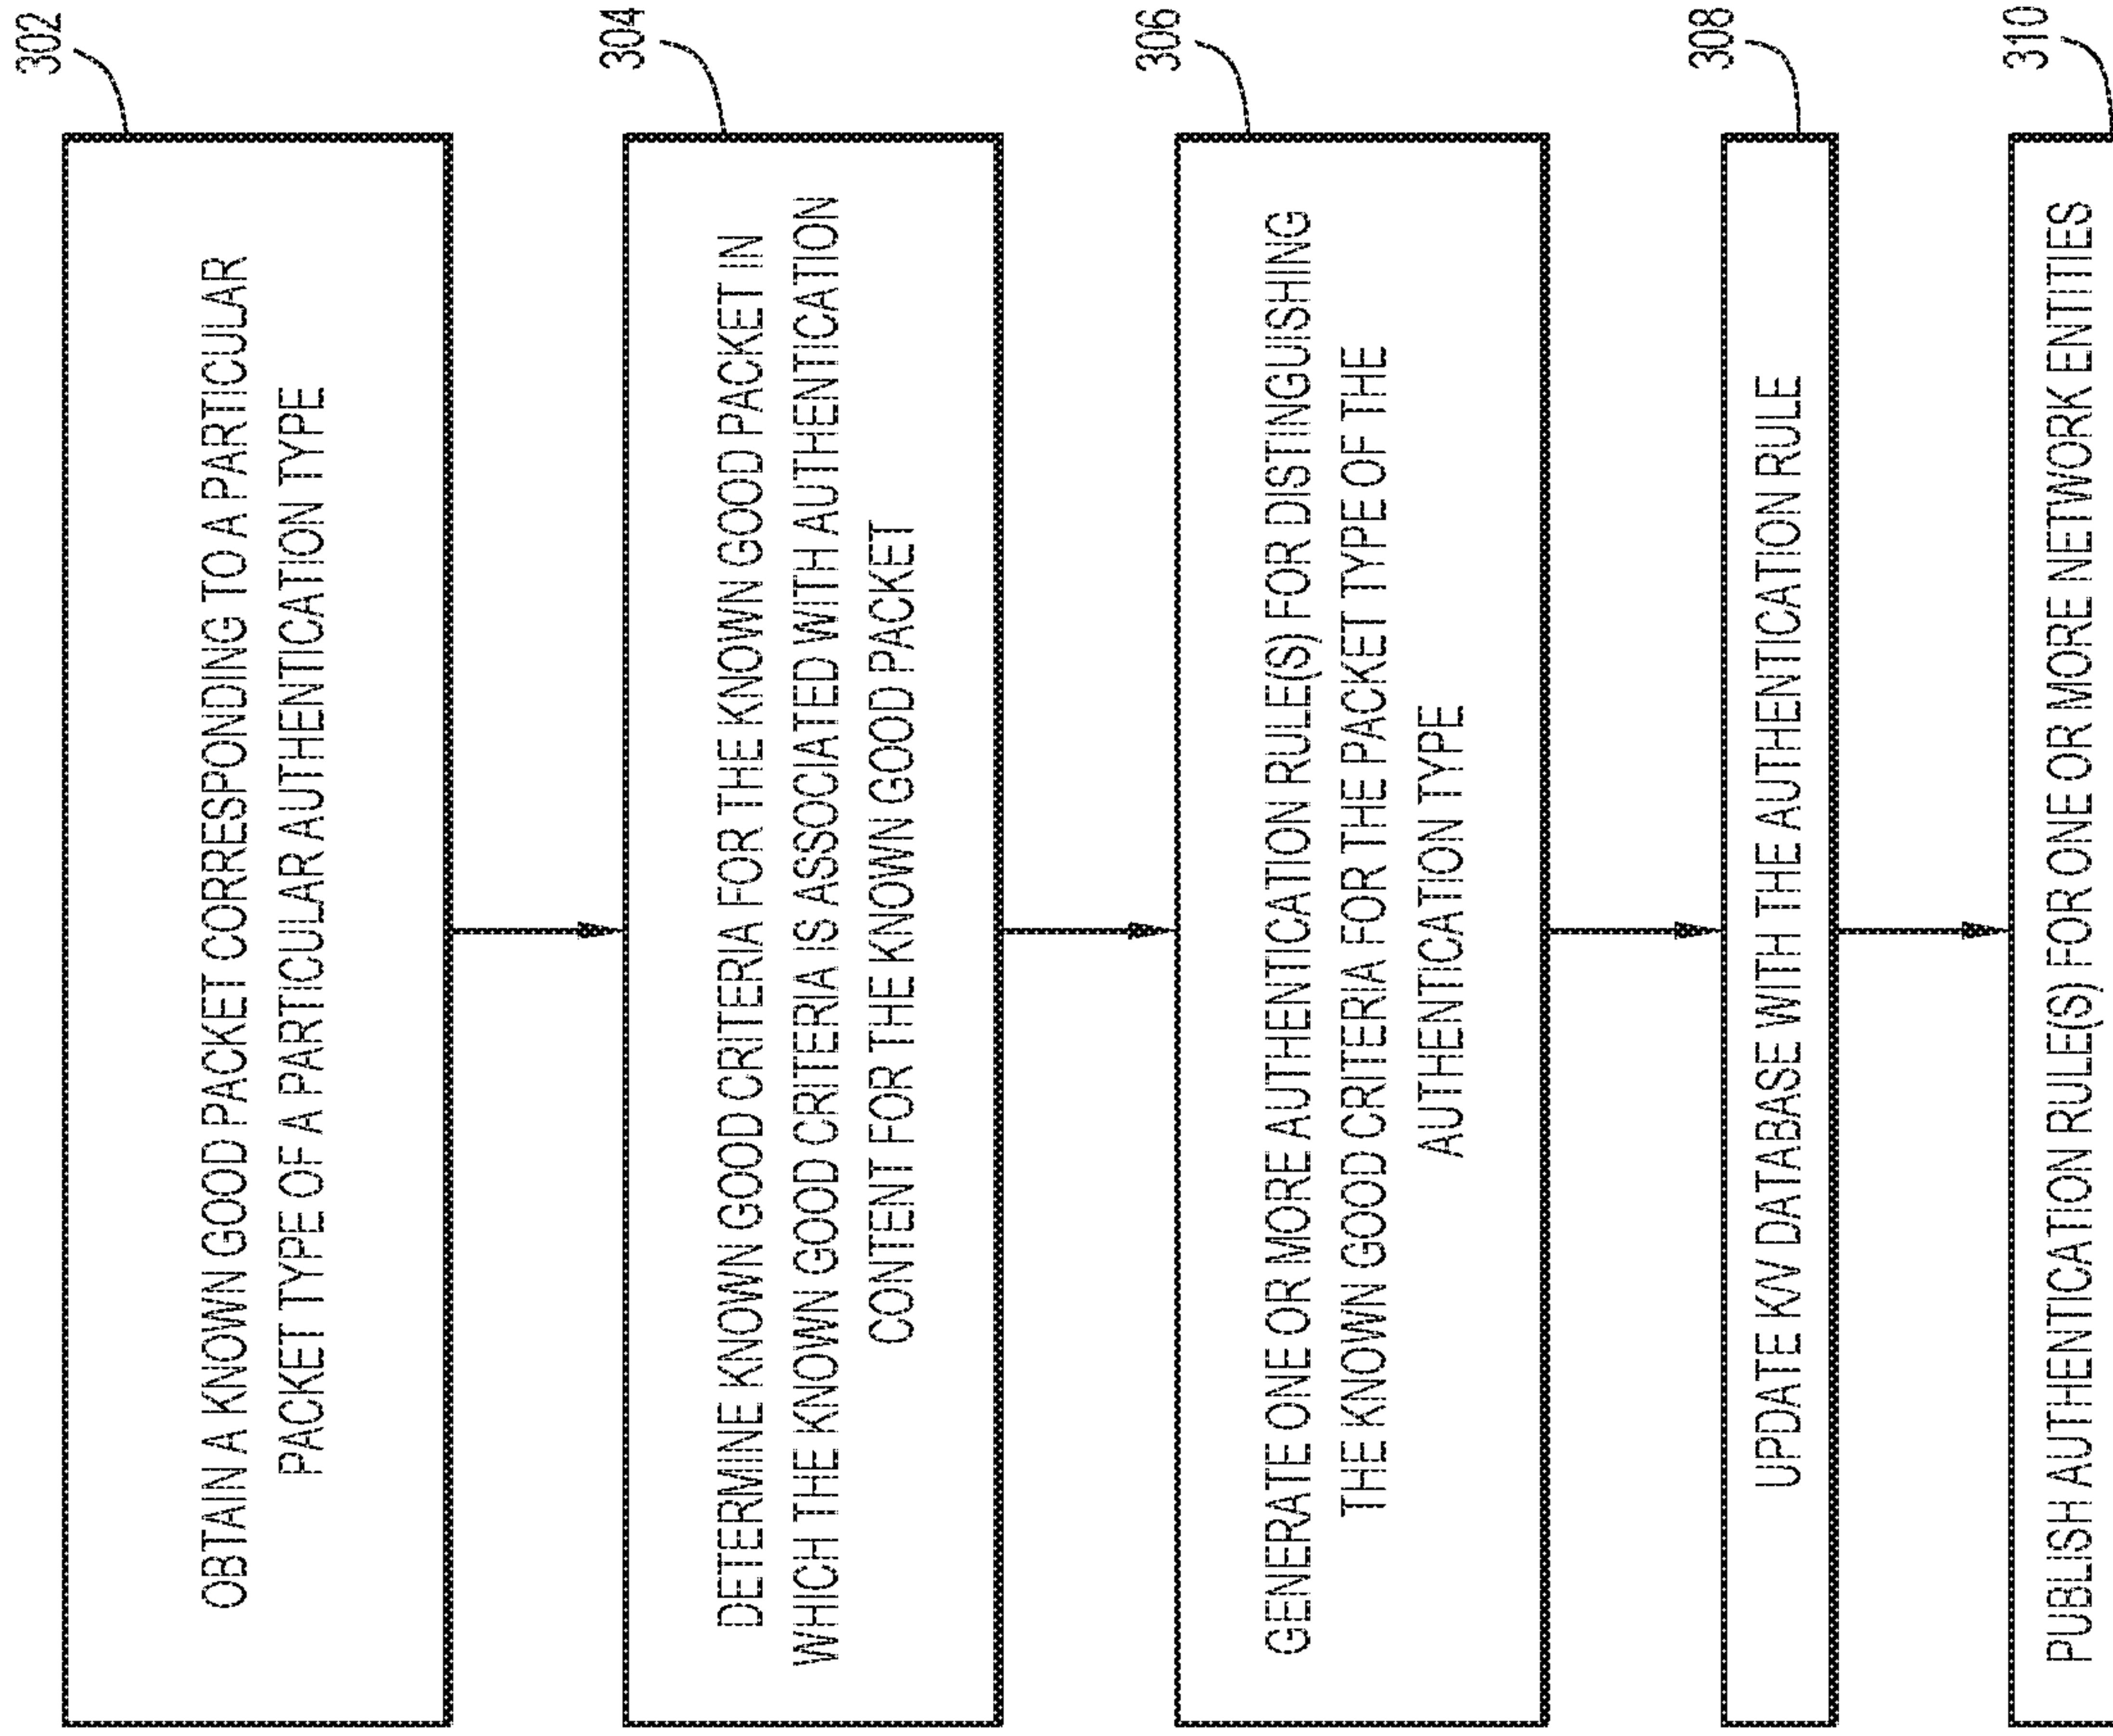 302
OBTAIN A KNOWN GOOD PACKET CORRESPONDING TO A PARTICULAR
PACKET TYPE OF A PARTICULAR AUTHENTICATION TYPE
304
DETERMINE KNOWN GOOD CRITERIA FOR THE KNOWN GOOD PACKET IN
WHICH THE KNOWN GOOD CRITERIA IS ASSOCIATED WITH AUTHENTICATION
CONTENT FOR THE KNOWN GOOD PACKET
306
GENERATE ONE OR MORE AUTHENTICATION RULE(S) FOR DISTINGUISHING
THE KNOWN GOOD CRITERIA FOR THE PACKET TYPE OF THE
AUTHENTICATION TYPE
308
UPDATE K/V DATABASE WITH THE AUTHENTICATION RULE
310
PUBLISH AUTHENTICATION RULE(S) FOR ONE OR MORE NETWORK ENTITIES